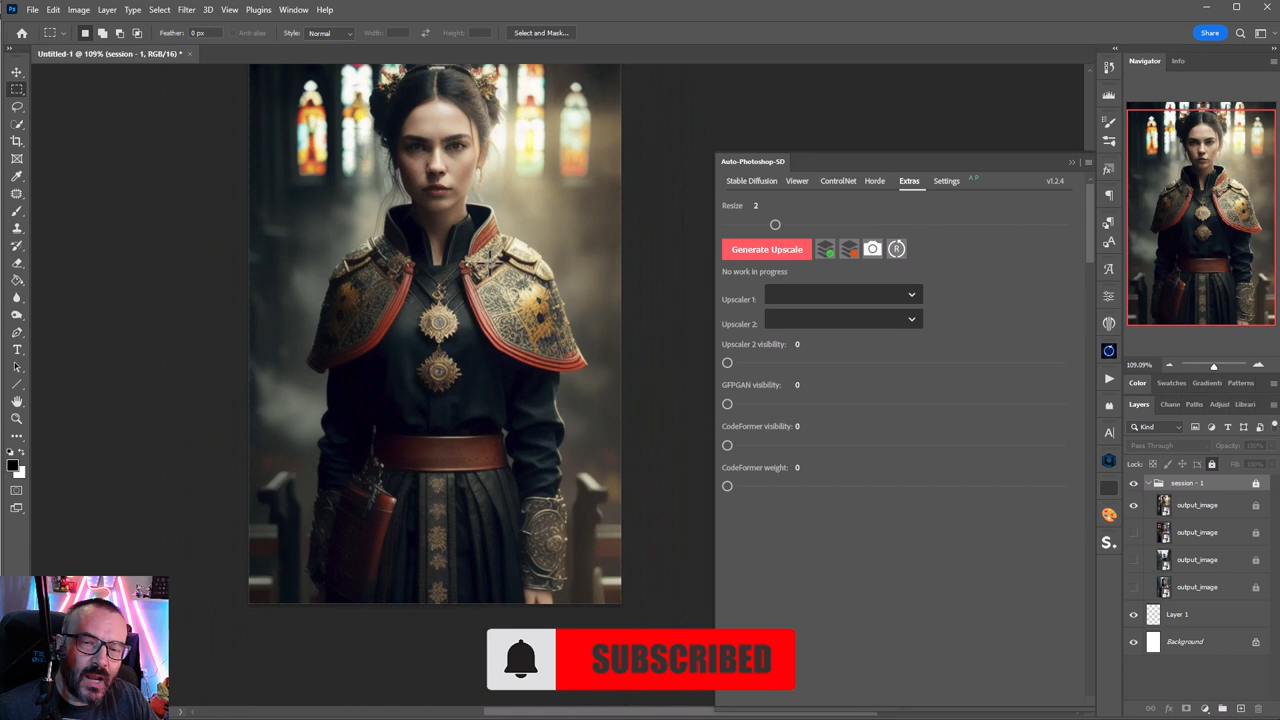 Ps File Edit Image Layer Type Select Filter 3D View Plugins Window Help
Feather: 0 px Anti-alias Style: Normal Width: Height: Select and Mask... Share
Untitled-1 @ 109% (session - 1, RGB/16) * ×
Navigator Info
109.09%
Auto-Photoshop-SD
Stable Diffusion Viewer ControlNet Horde Extras Settings A P v1.2.4
Resize 2
Generate Upscale R
No work in progress
Upscaler 1:
Upscaler 2:
Upscaler 2 visibility: 0
GFPGAN visibility: 0
CodeFormer visibility: 0
CodeFormer weight: 0
Color Swatches Gradients Patterns
Layers Chann Paths Adjust Librari
Kind
Pass Through Opacity: 100%
Lock: Fill: 100%
session - 1
output_image
output_image
output_image
output_image
Layer 1
Background
S.
SUBSCRIBED